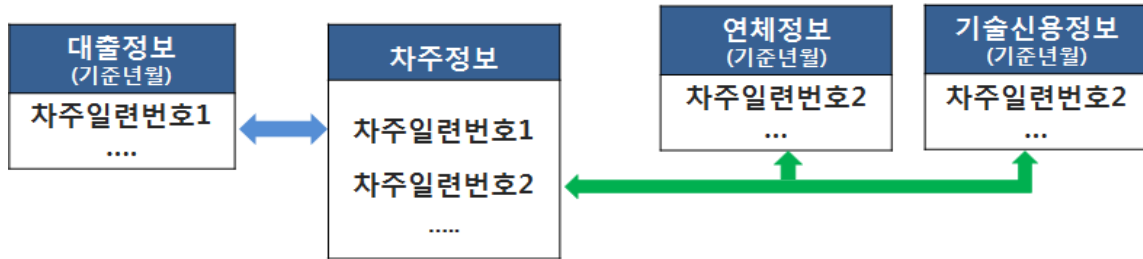 대출정보
(기준년월)
차주일련번호1
....
차주정보
차주일련번호1
차주일련번호2
.....
연체정보
(기준년월)
차주일련번호2
...
기술신용정보
(기준년월)
차주일련번호2
...